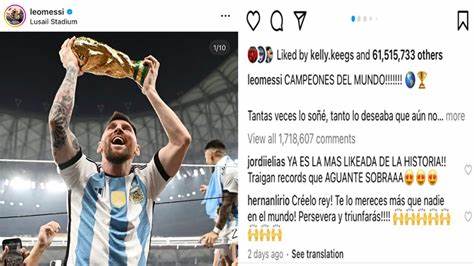 leomessi
Lusail Stadium
1/10
Liked by kelly.keegs and 61,515,733 others
leomessi CAMPEONES DEL MUNDO!!!!!!! 🌎🏆
Tantas veces lo soñé, tanto lo deseaba que aún no... more
View all 1,718,607 comments
jordiielias YA ES LA MAS LIKEADA DE LA HISTORIA!!
Traigan records que AGUANTE SOBRAAA😍😍😍
hernanlirio Créelo rey! Te lo mereces más que nadie
en el mundo! Persevera y triunfarás!!!! 🙌🙌🙌🙌🙌
🙌🙌🙌
2 days ago · See translation